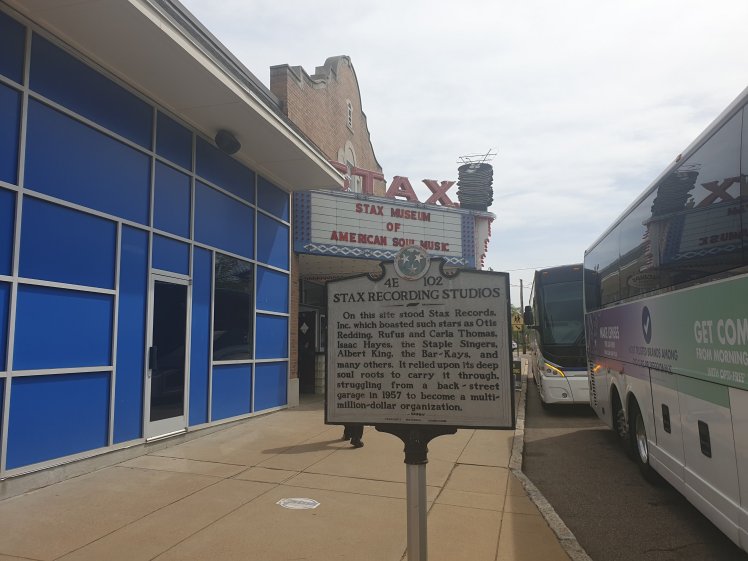 STAX
STAX MUSEUM
OF
AMERICAN SOUL MUSIC
4E 102
STAX RECORDING STUDIOS
On this site stood Stax Records,
Inc. which boasted such stars as Otis
Redding, Rufus and Carla Thomas,
Isaac Hayes, the Staple Singers,
Albert King, the Bar-Kays, and
many others. It relied upon its deep
soul roots to carry it through,
struggling from a back-street
garage in 1957 to become a multi-
million-dollar organization.
GET COM
FROM MORNING